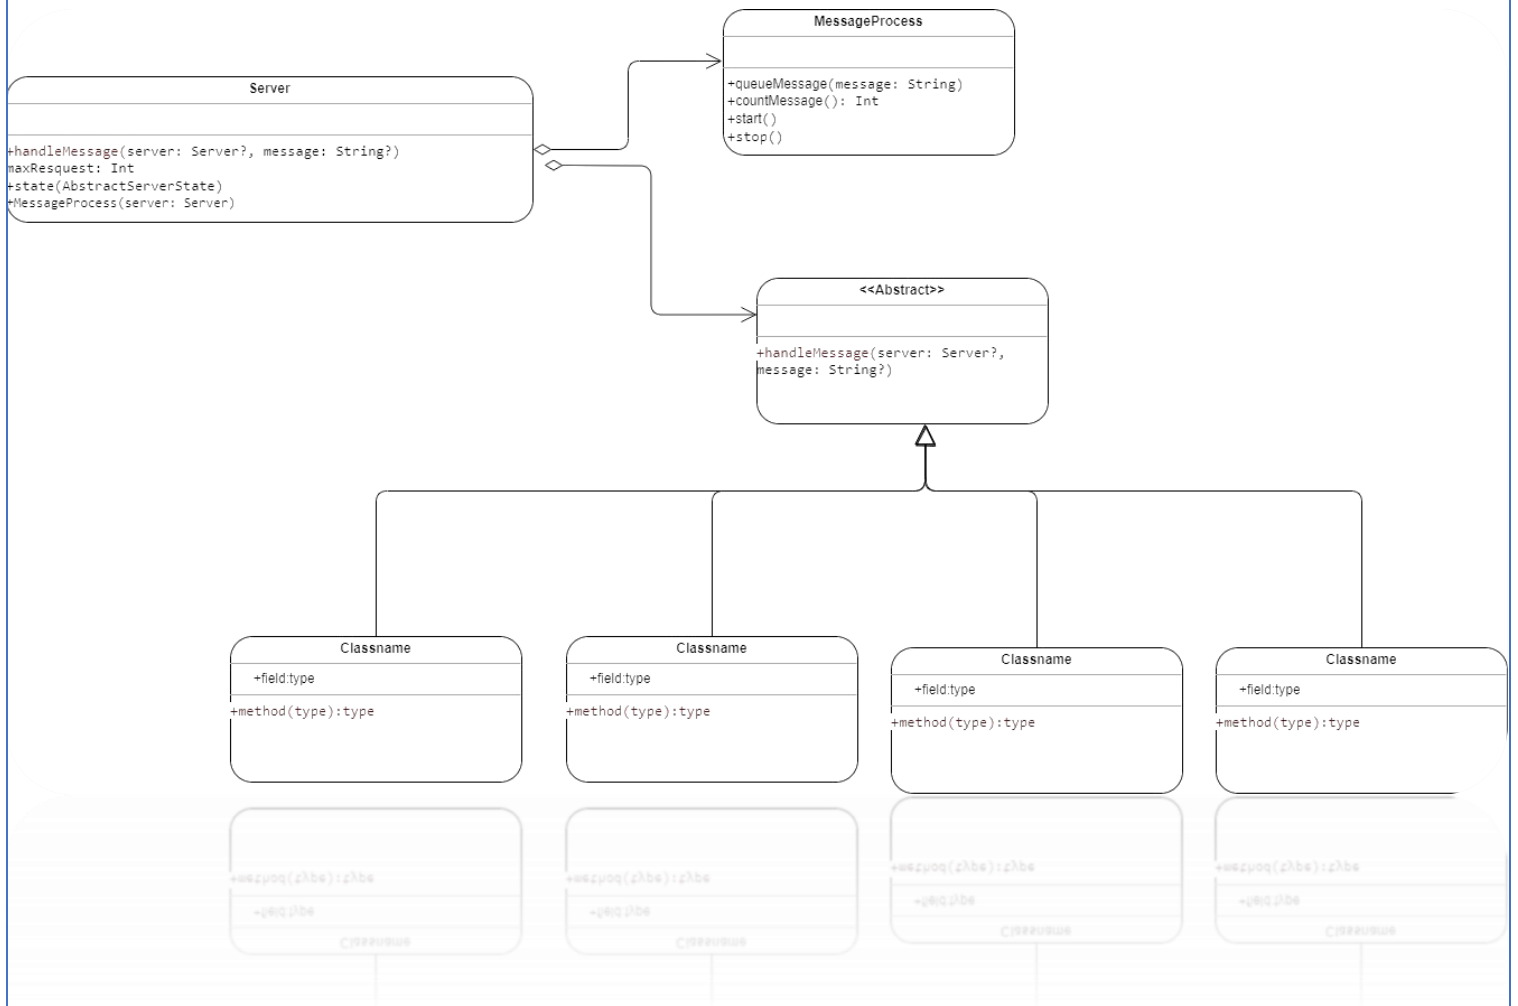 MessageProcess
+queueMessage(message: String)
+countMessage(): Int
+start()
+stop()
Server
+handleMessage(server: Server?, message: String?)
maxResquest: Int
+state(AbstractServerState)
+MessageProcess(server: Server)
<<Abstract>>
+handleMessage(server: Server?,
message: String?)
Classname
+field:type
+method(type):type
Classname
+field:type
+method(type):type
Classname
+field:type
+method(type):type
Classname
+field:type
+method(type):type